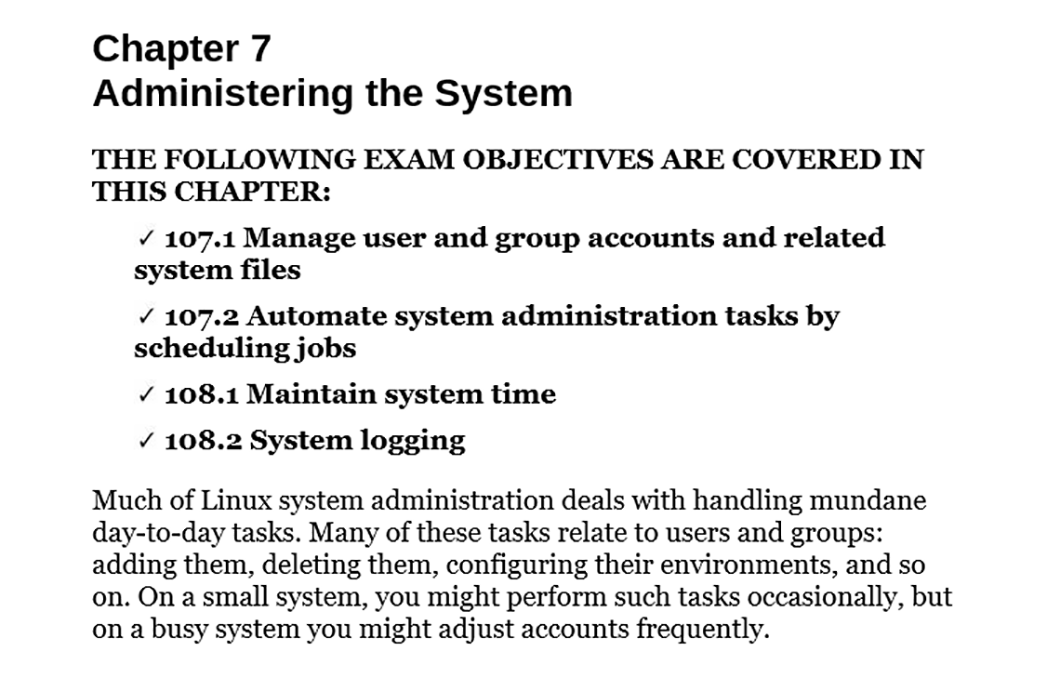 Chapter 7
Administering the System
THE FOLLOWING EXAM OBJECTIVES ARE COVERED IN
THIS CHAPTER:
✓ 107.1 Manage user and group accounts and related
system files
✓ 107.2 Automate system administration tasks by
scheduling jobs
✓ 108.1 Maintain system time
✓ 108.2 System logging
Much of Linux system administration deals with handling mundane
day-to-day tasks. Many of these tasks relate to users and groups:
adding them, deleting them, configuring their environments, and so
on. On a small system, you might perform such tasks occasionally, but
on a busy system you might adjust accounts frequently.